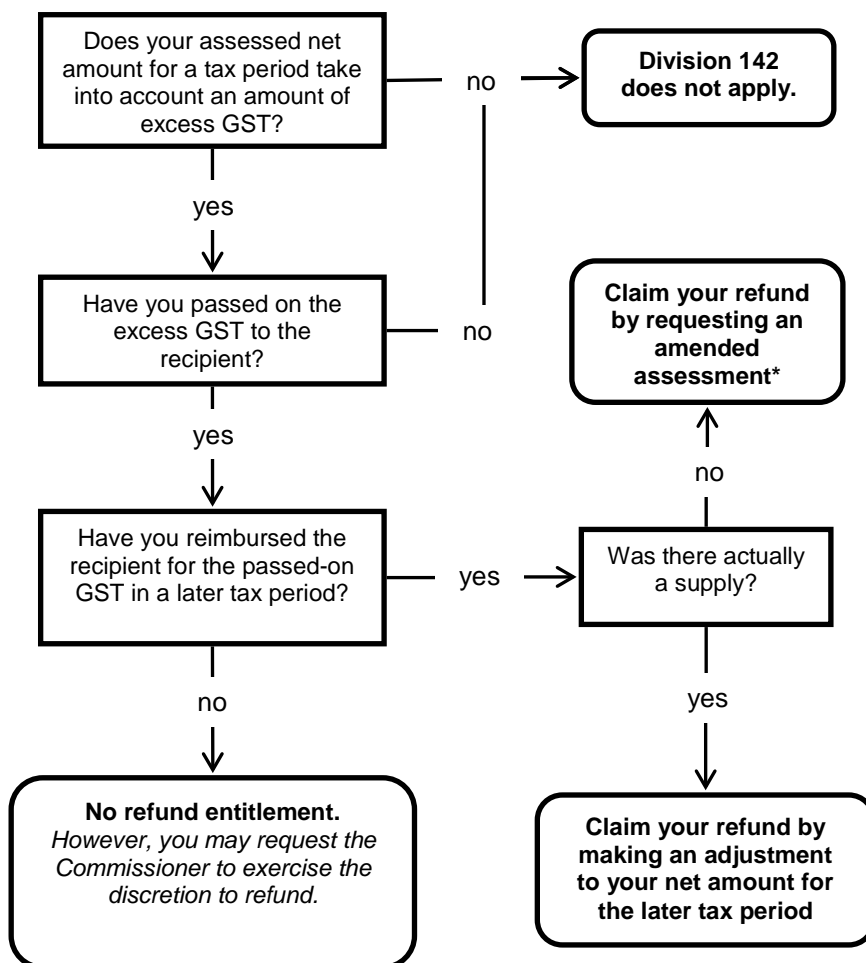 Does your assessed net
amount for a tax period take
into account an amount of
excess GST?
no
Division 142
does not apply.
yes
Have you passed on the
excess GST to the
recipient?
no
Claim your refund
by requesting an
amended
assessment*
yes
no
Have you reimbursed the
recipient for the passed-on
GST in a later tax period?
yes
Was there actually
a supply?
no
yes
No refund entitlement.
However, you may request the
Commissioner to exercise the
discretion to refund.
Claim your refund by
making an adjustment
to your net amount for
the later tax period